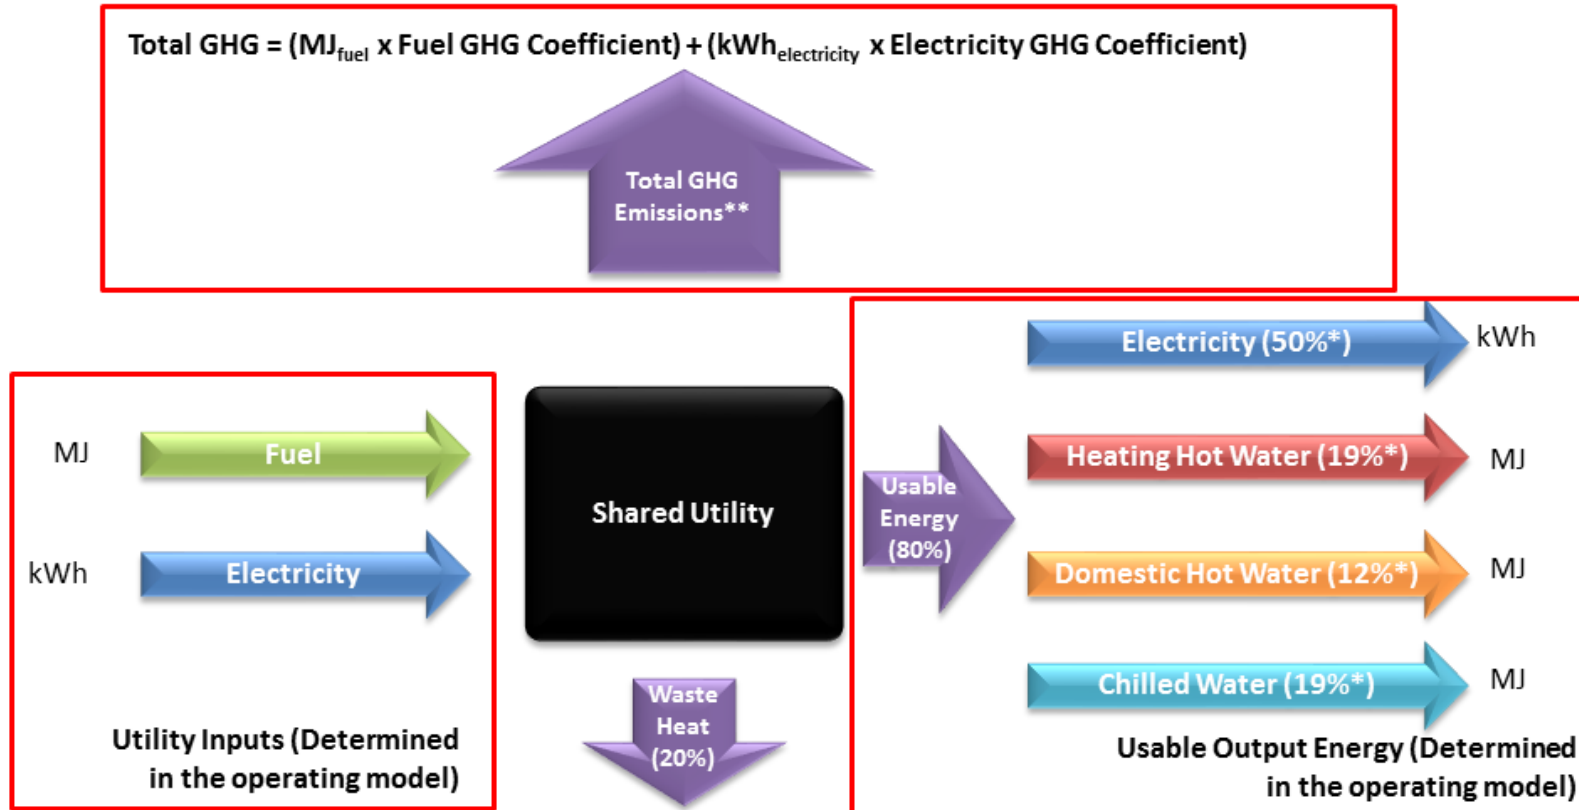 Total GHG = (MJfuel x Fuel GHG Coefficient) + (kWhelectricity x Electricity GHG Coefficient)
Total GHG
Emissions**
Electricity (50%*)
kWh
MJ
Fuel
Heating Hot Water (19%*)
MJ
Shared Utility
Usable
Energy
(80%)
kWh
Electricity
Domestic Hot Water (12%*)
MJ
Chilled Water (19%*)
MJ
Waste
Heat
(20%)
Utility Inputs (Determined
in the operating model)
Usable Output Energy (Determined
in the operating model)